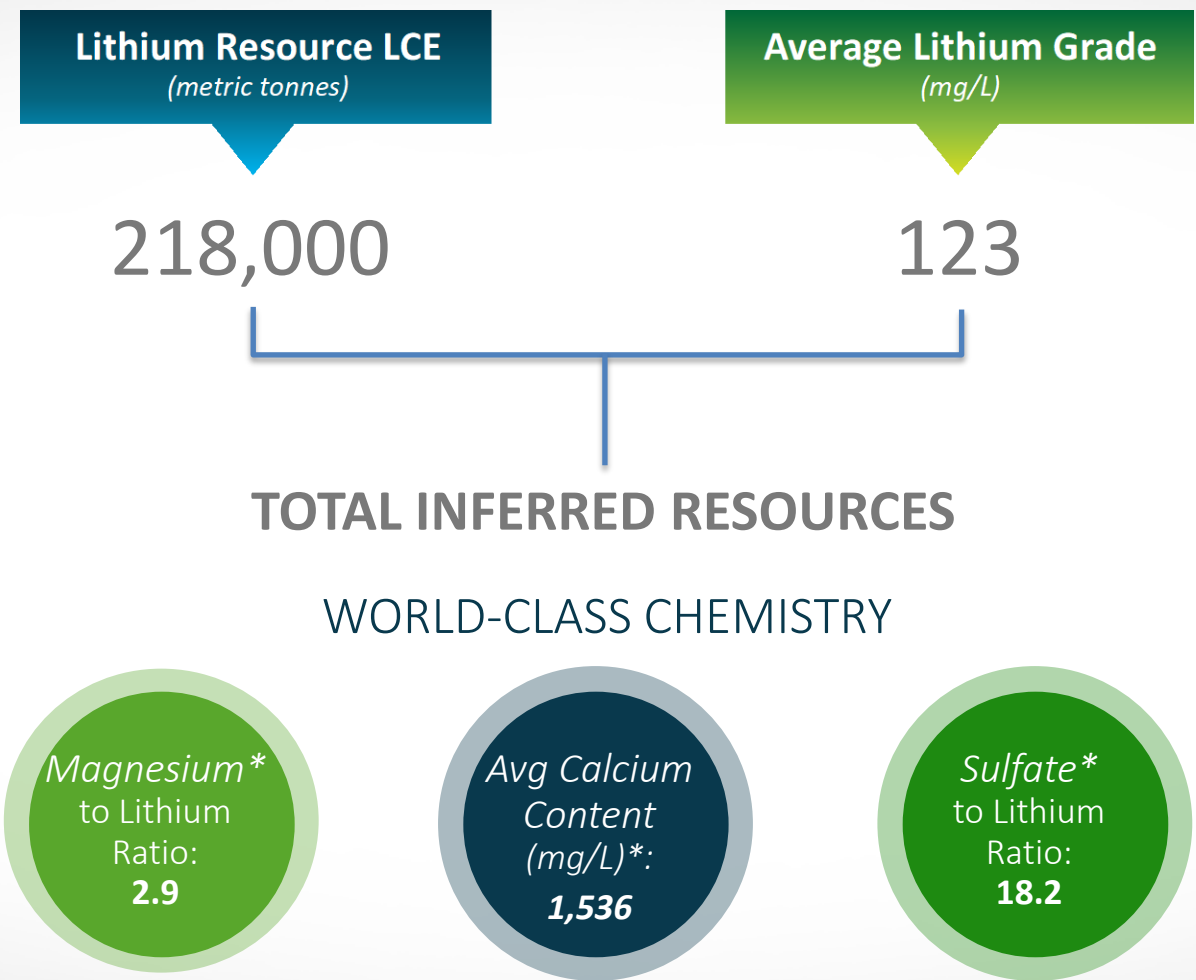 Lithium Resource LCE
(metric tonnes)
Average Lithium Grade
(mg/L)
218,000
123
TOTAL INFERRED RESOURCES
WORLD-CLASS CHEMISTRY
Magnesium*
to Lithium
Ratio:
2.9
Avg Calcium
Content
(mg/L)*:
1,536
Sulfate*
to Lithium
Ratio:
18.2